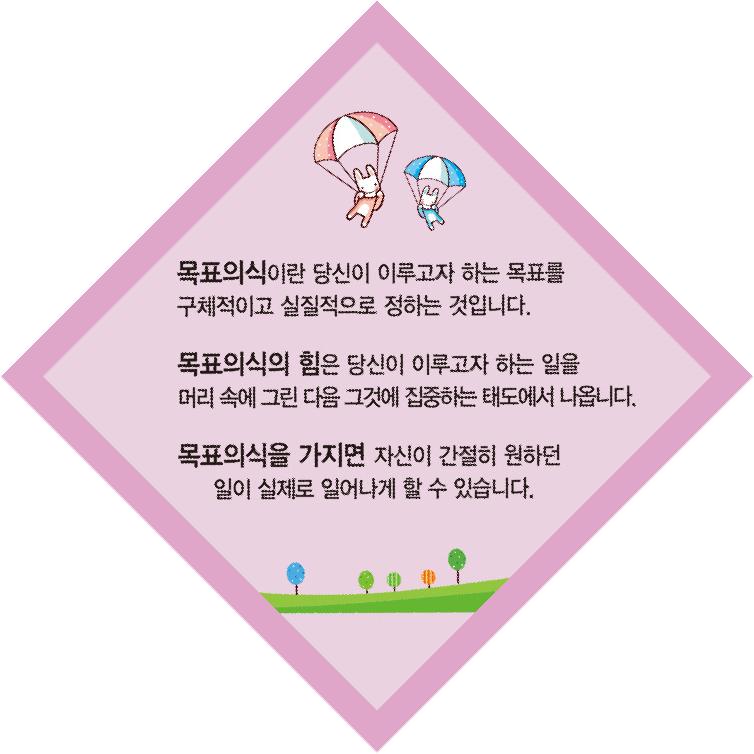 목표의식이란 당신이 이루고자 하는 목표를
구체적이고 실질적으로 정하는 것입니다.
목표의식의 힘은 당신이 이루고자 하는 일을
머리 속에 그린 다음 그것에 집중하는 태도에서 나옵니다.
목표의식을 가지면 자신이 간절히 원하던
일이 실제로 일어나게 할 수 있습니다.